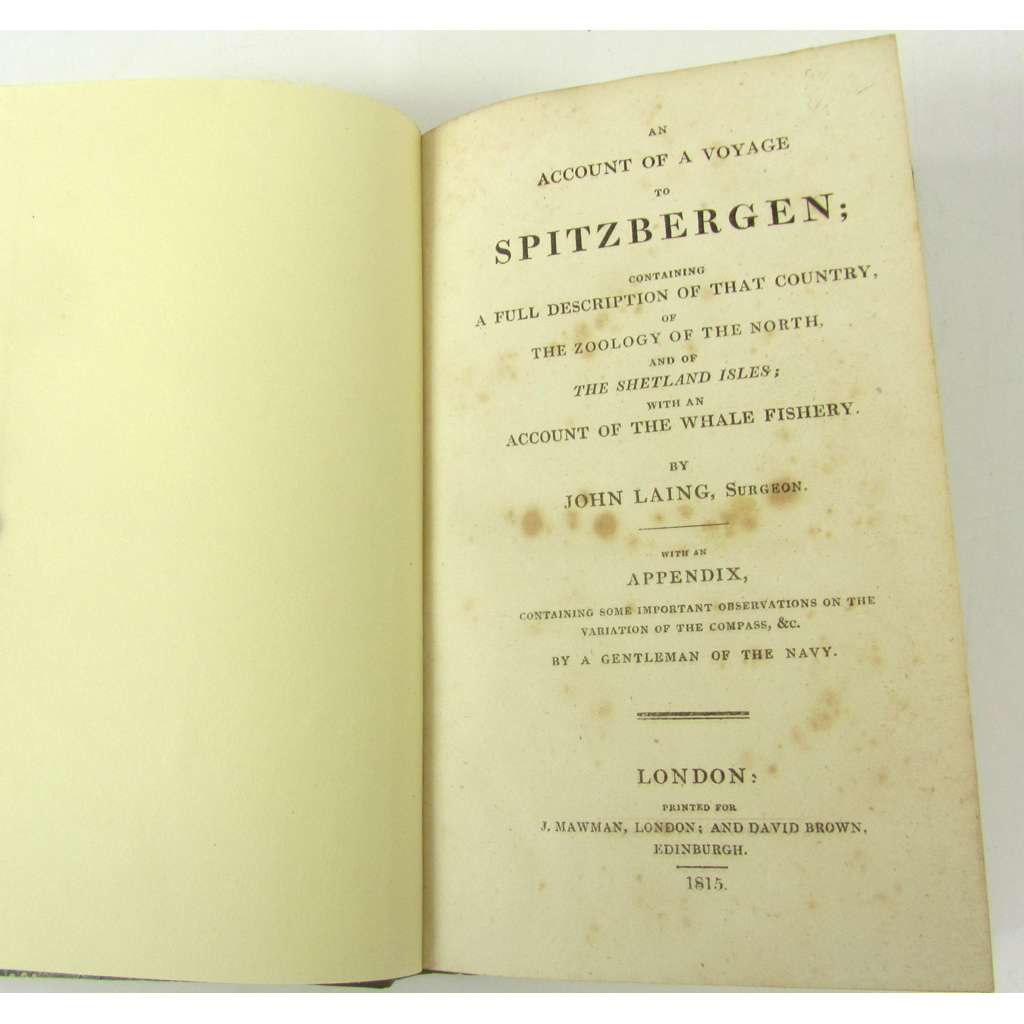 AN
ACCOUNT OF A VOYAGE
TO
SPITZBERGEN;
CONTAINING
A FULL DESCRIPTION OF THAT COUNTRY,
OF
THE ZOOLOGY OF THE NORTH,
AND OF
THE SHETLAND ISLES;
WITH AN
ACCOUNT OF THE WHALE FISHERY.
BY
JOHN LAING, SURGEON.
WITH AN
APPENDIX,
CONTAINING SOME IMPORTANT OBSERVATIONS ON THE
VARIATION OF THE COMPASS, &c.
BY A GENTLEMAN OF THE NAVY.
LONDON:
PRINTED FOR
J. MAWMAN, LONDON; AND DAVID BROWN,
EDINBURGH.
1815.